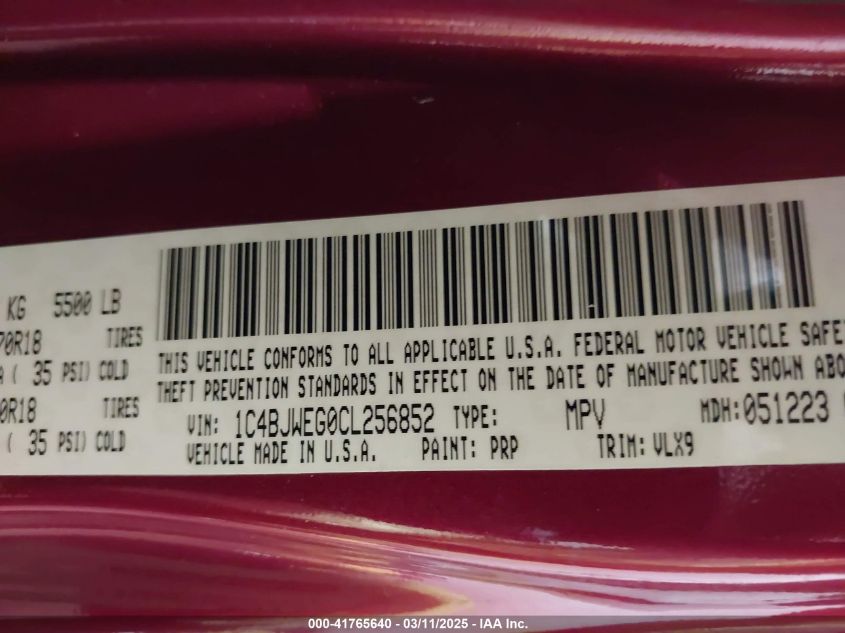 KG 5500 LB
70R18 TIRES
( 35 PSI) COLD
0R18 TIRES
( 35 PSI) COLD
THIS VEHICLE CONFORMS TO ALL APPLICABLE U.S.A. FEDERAL MOTOR VEHICLE SAFE
THEFT PREVENTION STANDARDS IN EFFECT ON THE DATE OF MANUFACTURE SHOWN ABO
VIN: 1C4BJWEG0CL256852 TYPE: MPV MDH:051223
VEHICLE MADE IN U.S.A. PAINT: PRP TRIM: VLX9
000-41765640 - 03/11/2025 - IAA Inc.